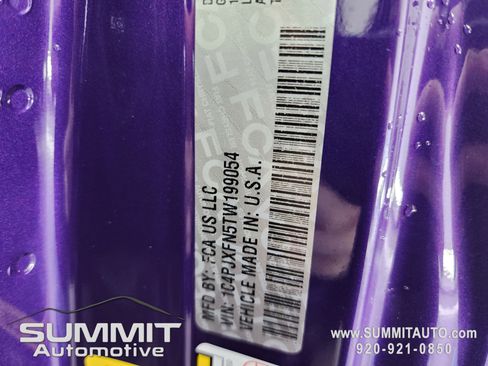 MFD BY: FCA US LLC
VIN: 1C4PJXFN5TW199054
VEHICLE MADE IN: U.S.A.
SUMMIT
Automotive
WWW.SUMMITAUTO.COM
920-921-0850